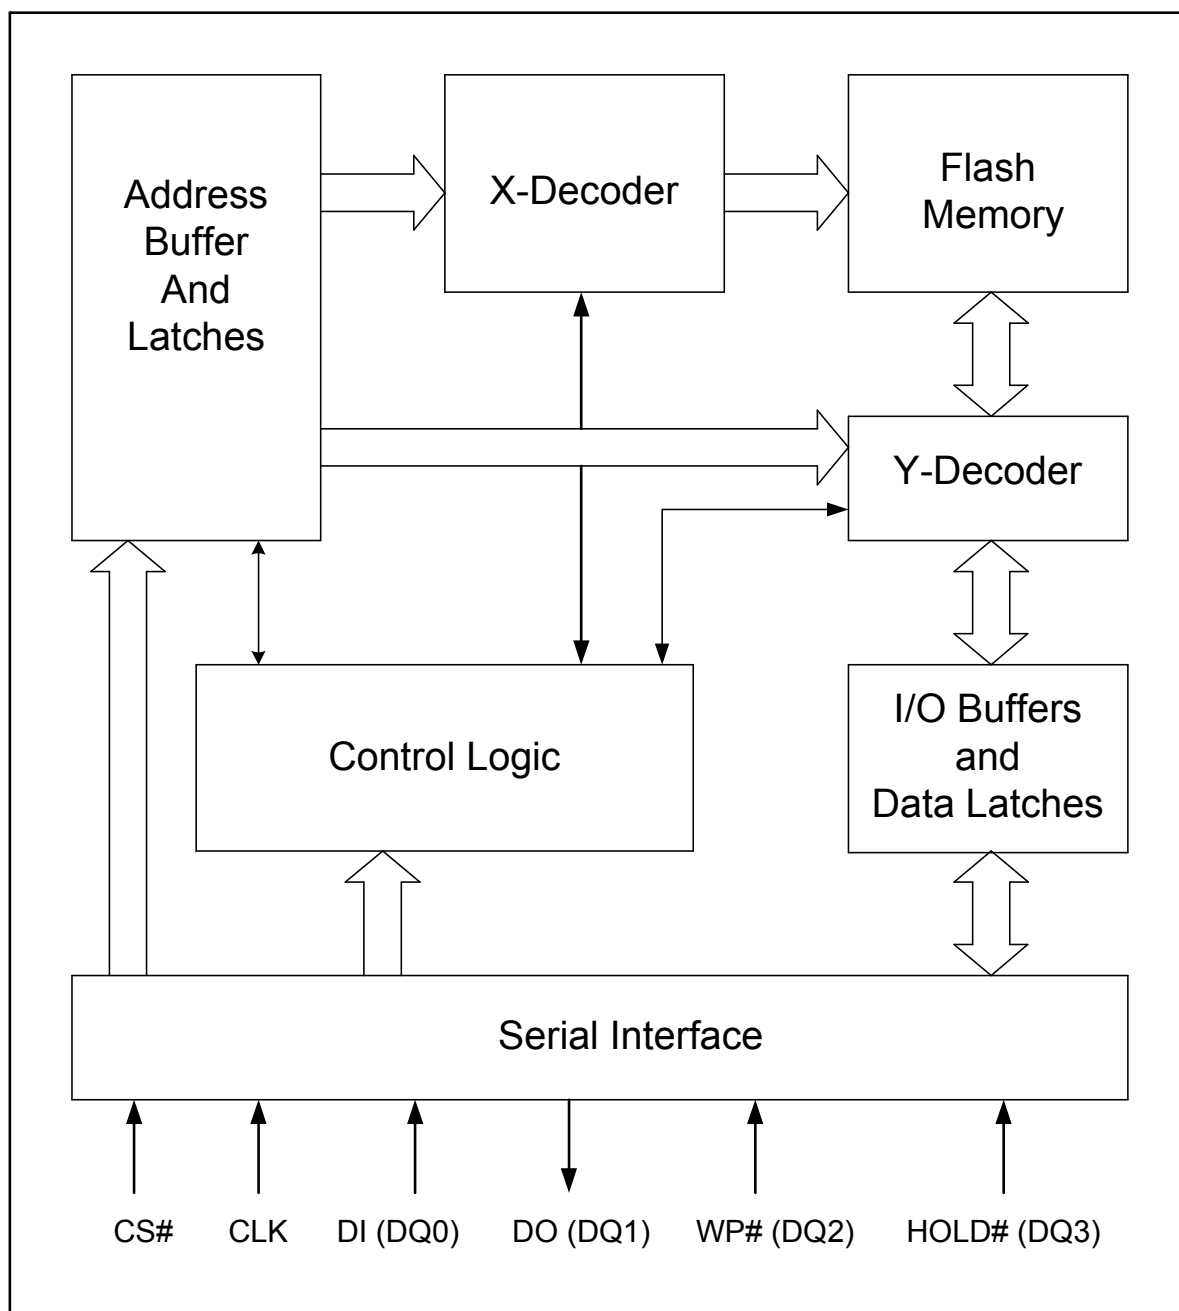 Address
Buffer
And
Latches
X-Decoder
Flash
Memory
Y-Decoder
Control Logic
I/O Buffers
and
Data Latches
Serial Interface
CS#
CLK
DI (DQ0)
DO (DQ1)
WP# (DQ2)
HOLD# (DQ3)